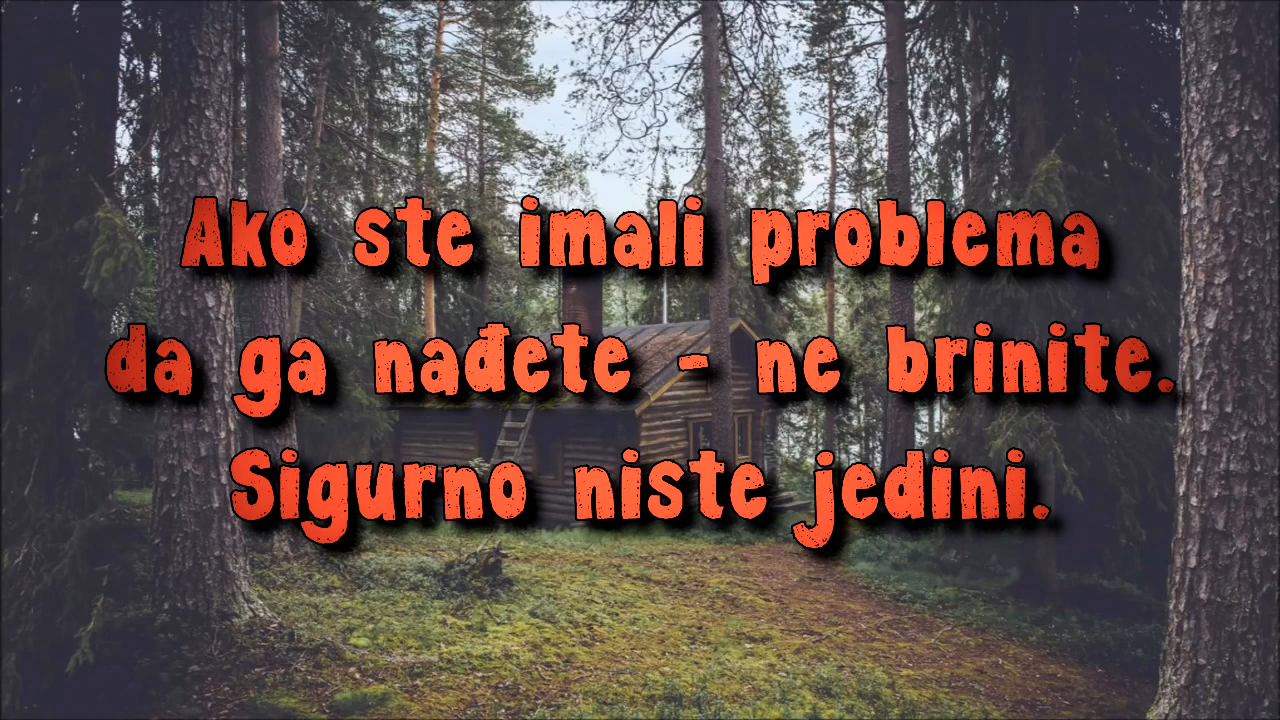 Ako ste imali problema
da ga nađete - ne brinite.
Sigurno niste jedini.